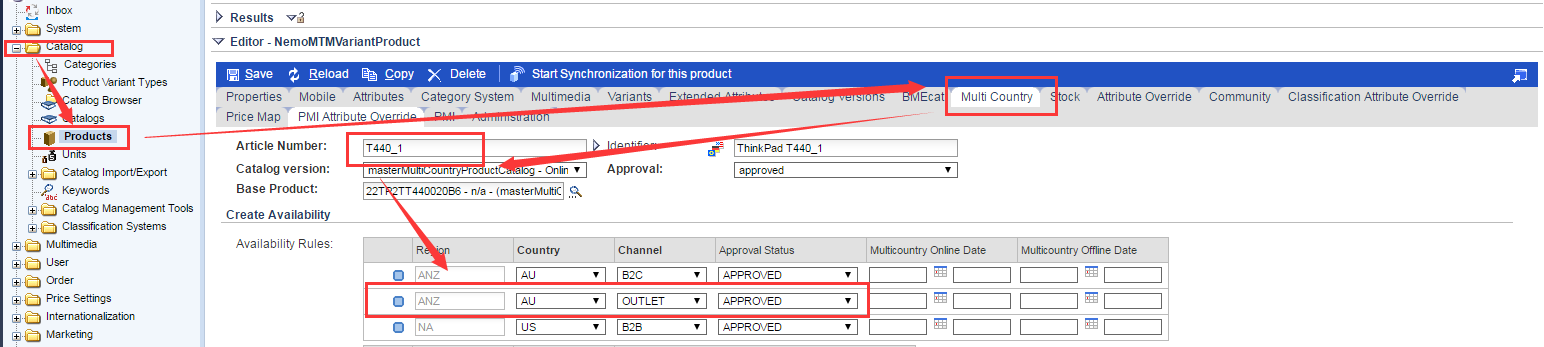 Inbox
System
Catalog
Categories
Product Variant Types
Catalog Browser
Catalogs
Products
Units
Catalog Import/Export
Keywords
Catalog Management Tools
Classification Systems
Multimedia
User
Order
Price Settings
Internationalization
Marketing
Results
Editor - NemoMTMVariantProduct
Save Reload Copy Delete Start Synchronization for this product
Properties Mobile Attributes Category System Multimedia Variants Extended Attributes Catalog Versions BMEcat Multi Country Stock Attribute Override Community Classification Attribute Override
Price Map PMI Attribute Override PMI Administration
Article Number: T440_1 Identifier: ThinkPad T440_1
Catalog version: masterMultiCountryProductCatalog - Onlin Approval: approved
Base Product: 22TP2TT440020B6 - n/a - (masterMultiC
Create Availability
Availability Rules:
Region Country Channel Approval Status Multicountry Online Date Multicountry Offline Date
ANZ AU B2C APPROVED
ANZ AU OUTLET APPROVED
NA US B2B APPROVED